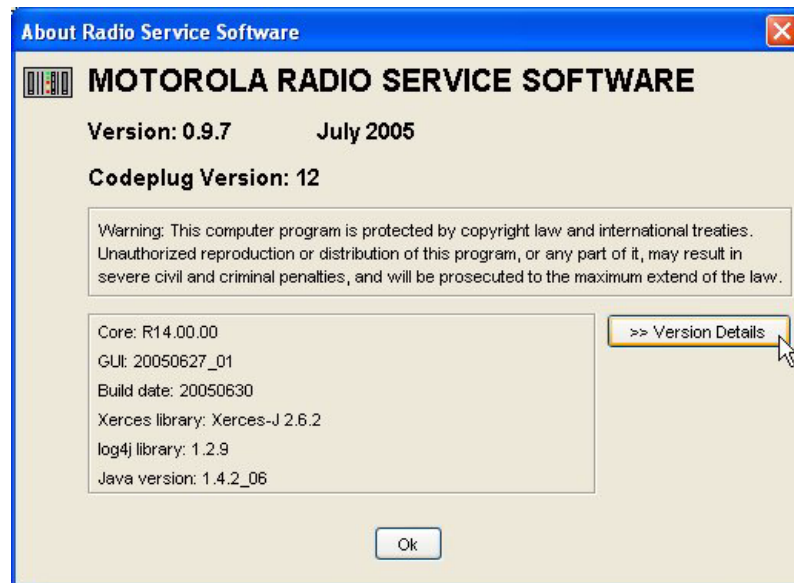 About Radio Service Software
MOTOROLA RADIO SERVICE SOFTWARE
Version: 0.9.7 July 2005
Codeplug Version: 12
Warning: This computer program is protected by copyright law and international treaties.
Unauthorized reproduction or distribution of this program, or any part of it, may result in
severe civil and criminal penalties, and will be prosecuted to the maximum extend of the law.
Core: R14.00.00
>> Version Details
GUI: 20050627_01
Build date: 20050630
Xerces library: Xerces-J 2.6.2
log4j library: 1.2.9
Java version: 1.4.2_06
Ok